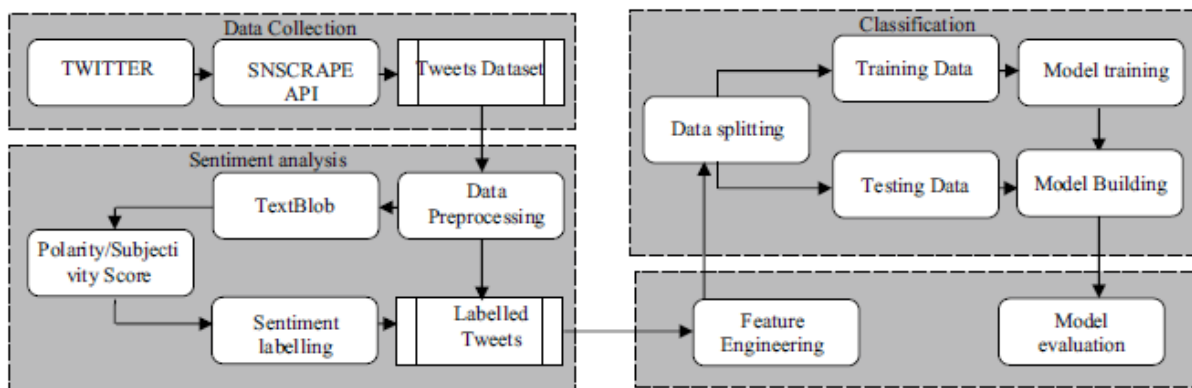 Data Collection
TWITTER
SNSCRAPE
API
Tweets Dataset
Sentiment analysis
Data
Preprocessing
TextBlob
Polarity/Subjecti
vity Score
Sentiment
labelling
Labelled
Tweets
Classification
Data splitting
Training Data
Model training
Testing Data
Model Building
Feature
Engineering
Model
evaluation